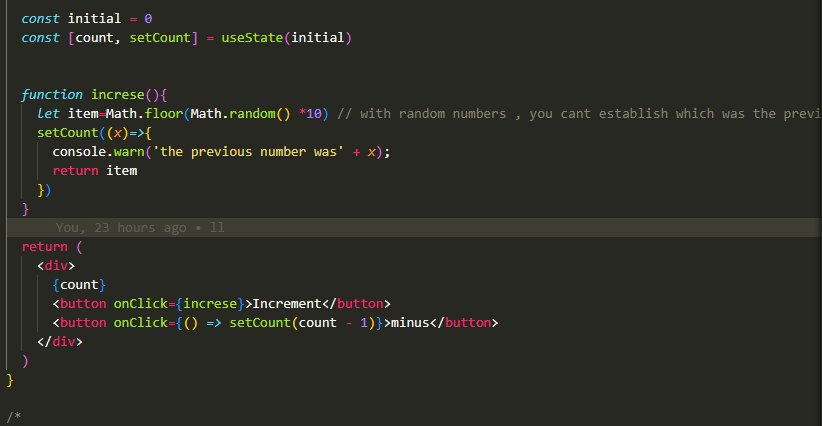 const initial = 0
const [count, setCount] = useState(initial)
function increse(){
let item=Math.floor(Math.random() *10) // with random numbers , you cant establish which was the previ
setCount((x)=>{
console.warn('the previous number was' + x);
return item
})
}
You, 23 hours ago • ll
return (
<div>
{count}
<button onClick={increse}>Increment</button>
<button onClick={() => setCount(count - 1)}>minus</button>
</div>
)
}
/*